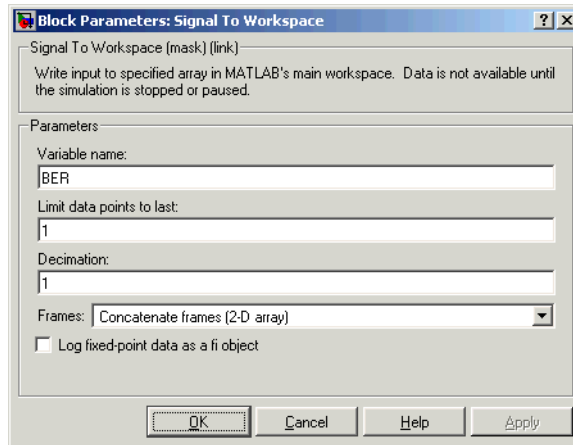 Block Parameters: Signal To Workspace
Signal To Workspace (mask) (link)
Write input to specified array in MATLAB's main workspace.  Data is not available until
the simulation is stopped or paused.
Parameters
Variable name:
BER
Limit data points to last:
1
Decimation:
1
Frames: Concatenate frames (2-D array)
Log fixed-point data as a fi object
OK Cancel Help Apply